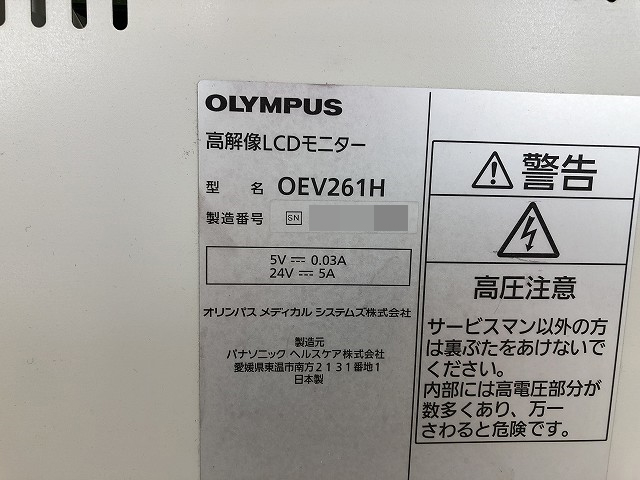 OLYMPUS
高解像LCDモニター
型 名 OEV261H
製造番号 SN
5V ⎓ 0.03A
24V ⎓ 5A
オリンパス メディカル システムズ株式会社
製造元
パナソニック ヘルスケア株式会社
愛媛県東温市南方2131番地1
日本製
警告
高圧注意
サービスマン以外の方
は裏ぶたをあけないで
ください。
内部には高電圧部分が
数多くあり、万一
さわると危険です。